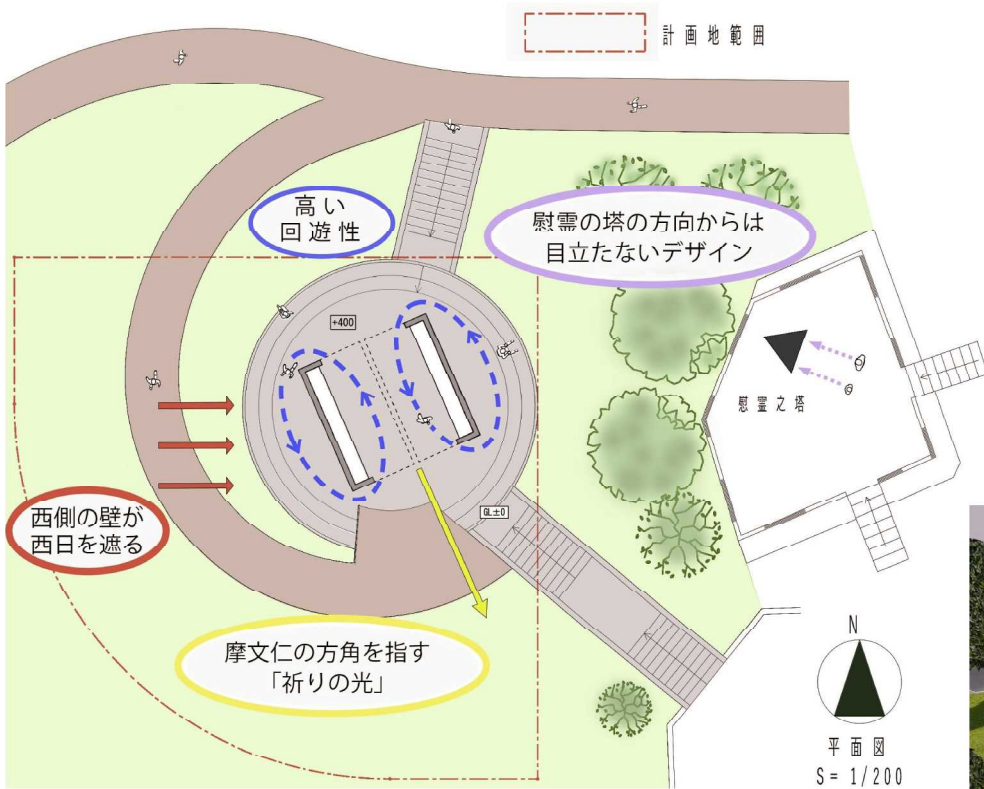 計画地範囲
高い
回遊性
慰霊の塔の方向からは
目立たないデザイン
+400
慰霊之塔
GL±0
西側の壁が
西日を遮る
摩文仁の方角を指す
「祈りの光」
N
平面図
S= 1/200